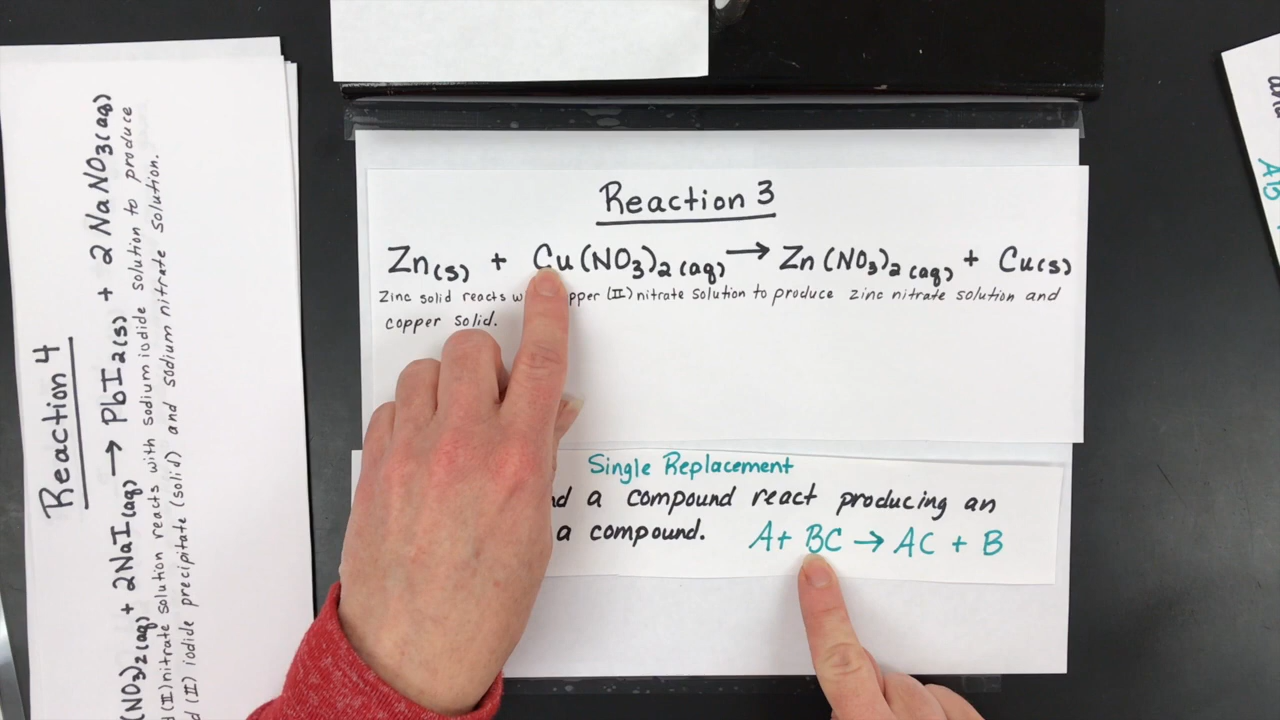 Reaction 3
Zn(s) + Cu(NO3)2(aq) → Zn(NO3)2(aq) + Cu(s)
Zinc solid reacts opper (II) nitrate solution to produce zinc nitrate solution and
copper solid.
Single Replacement
a compound react producing an
a compound. A + BC → AC + B
Reaction 4
(NO3)2(aq) + 2NaI(aq) → PbI2(s) + 2NaNO3(aq)
(II) nitrate solution reacts with sodium iodide solution to produce
(II) iodide precipitate (solid) and sodium nitrate solution.